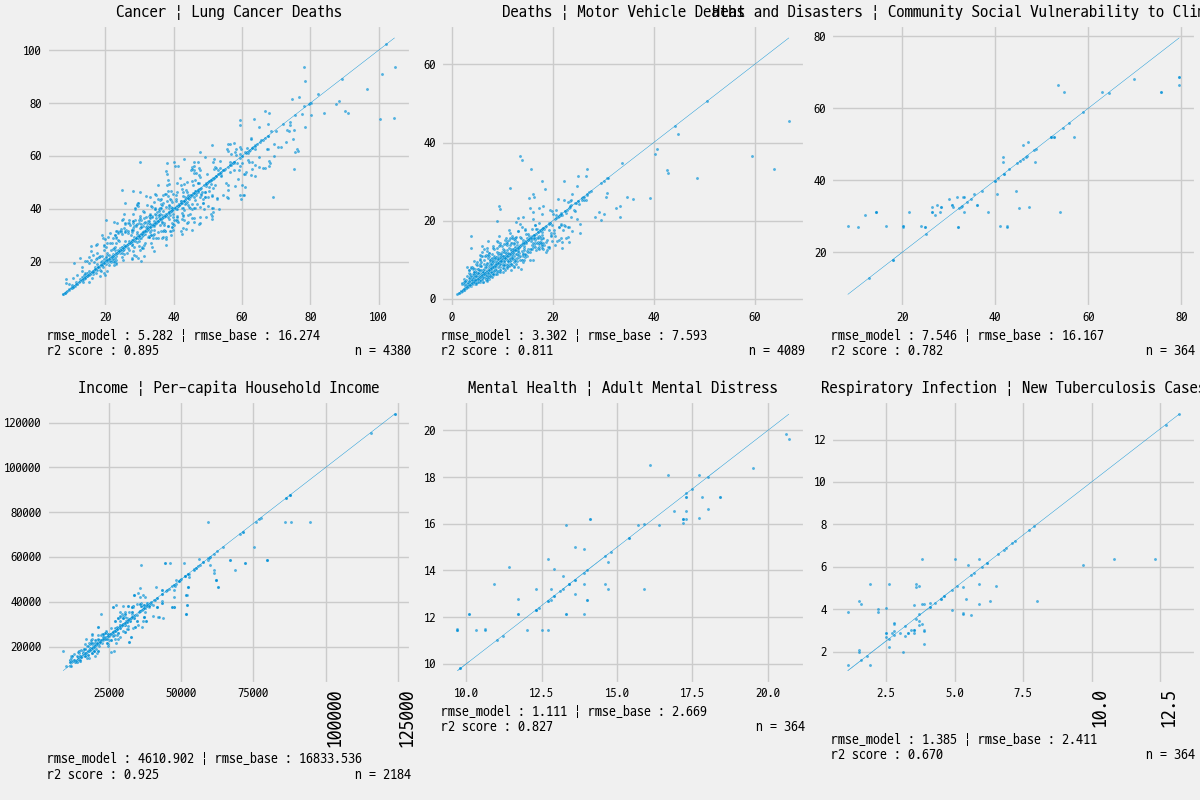 Cancer ¦ Lung Cancer Deaths
100
80
60
40
20
20 40 60 80 100
rmse_model : 5.282 ¦ rmse_base : 16.274
r2 score : 0.895 n = 4380
Deaths ¦ Motor Vehicle Deaths
60
40
20
0
0 20 40 60
rmse_model : 3.302 ¦ rmse_base : 7.593
r2 score : 0.811 n = 4089
and Disasters ¦ Community Social Vulnerability to Clim
80
60
40
20
20 40 60 80
rmse_model : 7.546 ¦ rmse_base : 16.167
r2 score : 0.782 n = 364
Income ¦ Per-capita Household Income
120000
100000
80000
60000
40000
20000
25000 50000 75000 100000 125000
rmse_model : 4610.902 ¦ rmse_base : 16833.536
r2 score : 0.925 n = 2184
Mental Health ¦ Adult Mental Distress
20
18
16
14
12
10
10.0 12.5 15.0 17.5 20.0
rmse_model : 1.111 ¦ rmse_base : 2.669
r2 score : 0.827 n = 364
Respiratory Infection ¦ New Tuberculosis Cases
12
10
8
6
4
2
2.5 5.0 7.5 10.0 12.5
rmse_model : 1.385 ¦ rmse_base : 2.411
r2 score : 0.670 n = 364